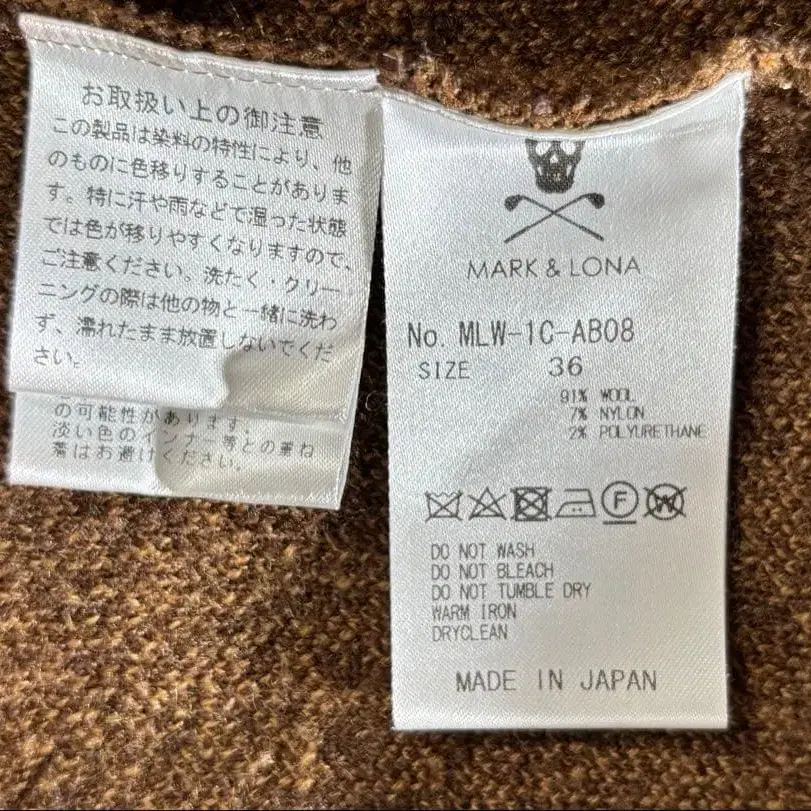 お取扱い上の御注意
この製品は染料の特性により、他
のものに色移りすることがありま
す。特に汗や雨などで湿った状態
では色が移りやすくなりますので、
ご注意ください。洗たく・クリー
ニングの際は他の物と一緒に洗わ
ず、濡れたまま放置しないでくだ
さい。
の可能性があります。
淡い色のインナー等との重ね
着はお避けください。
MARK & LONA
No. MLW-1C-AB08
SIZE 36
91% WOOL
7% NYLON
2% POLYURETHANE
F W
DO NOT WASH
DO NOT BLEACH
DO NOT TUMBLE DRY
WARM IRON
DRYCLEAN
MADE IN JAPAN